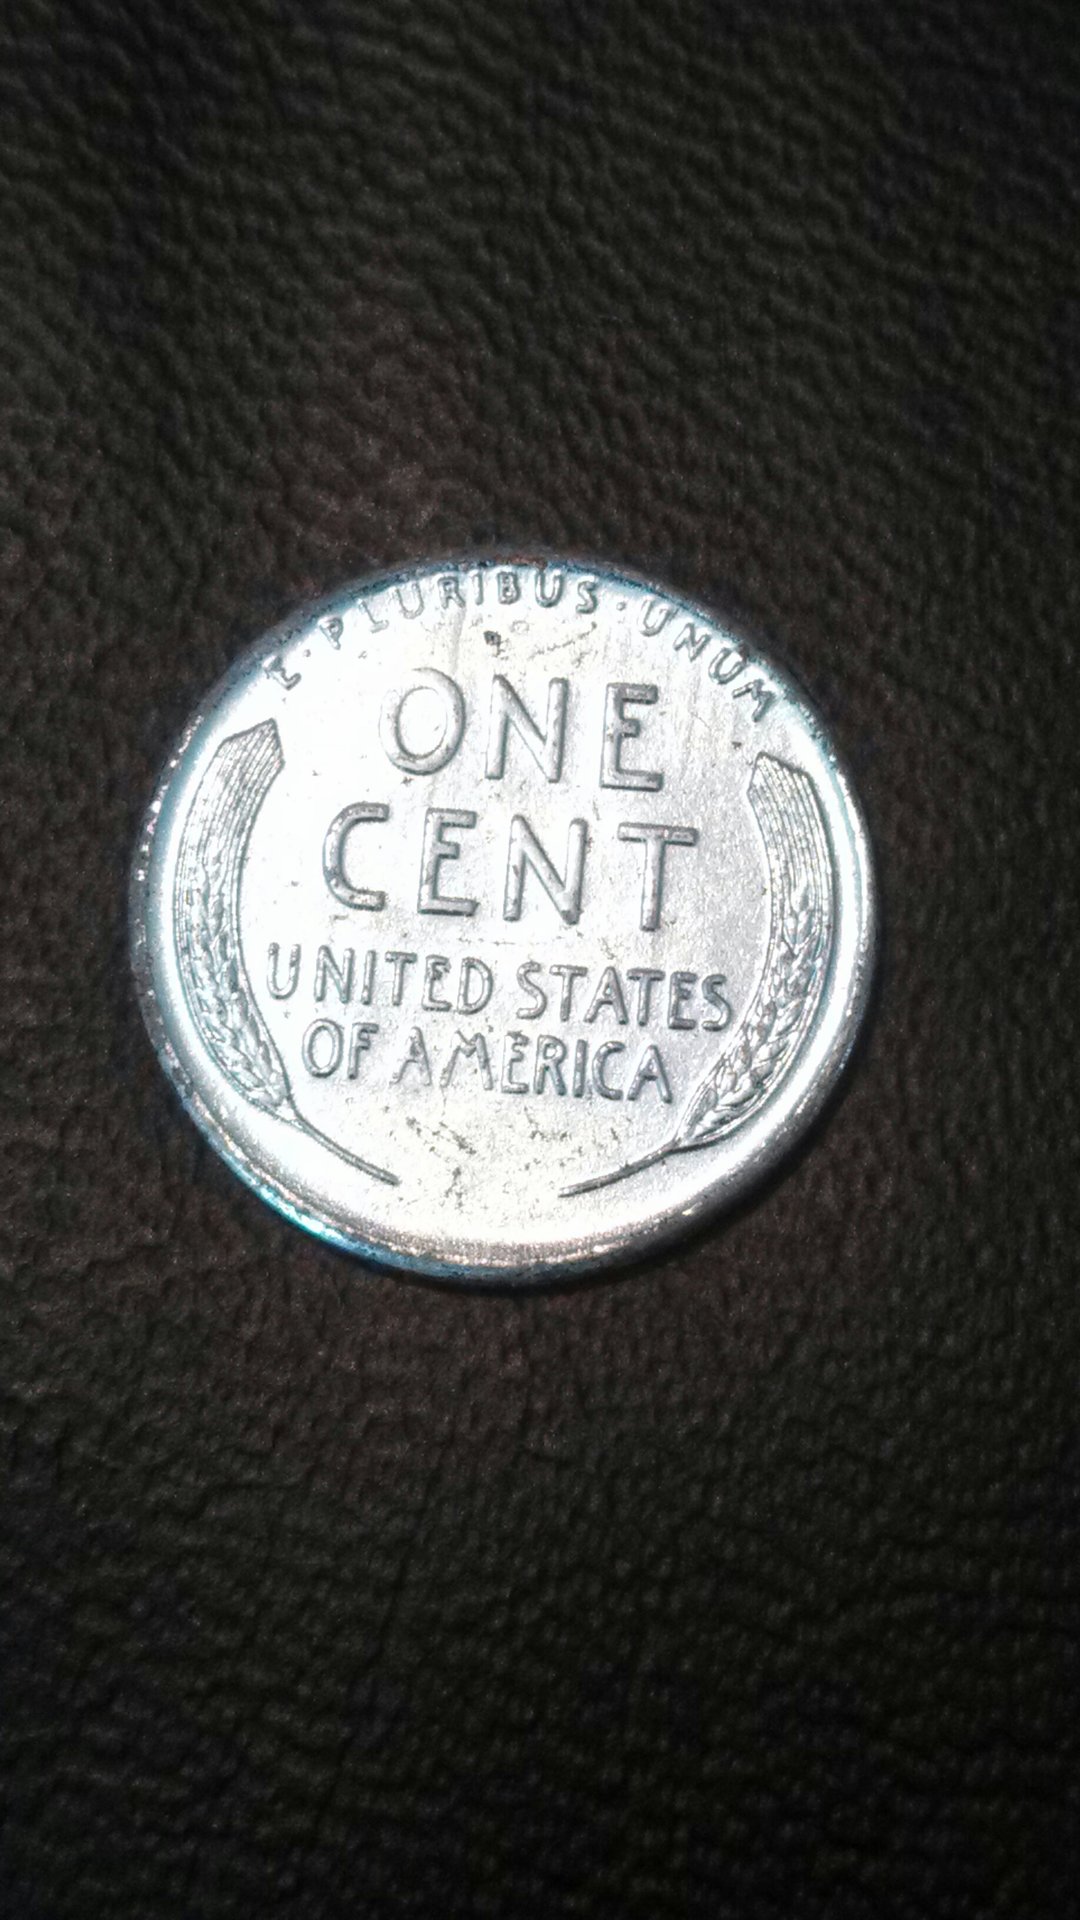 E · PLURIBUS · UNUM
ONE
CENT
UNITED STATES
OF AMERICA